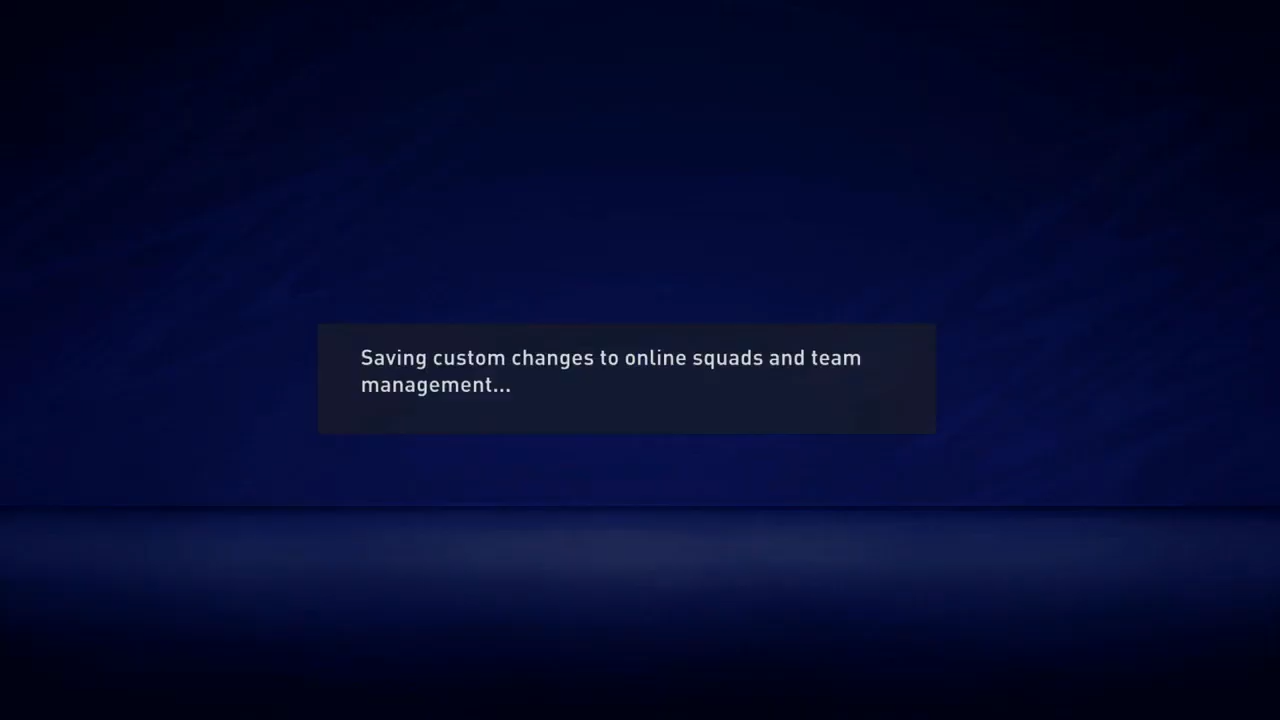 Saving custom changes to online squads and team
management...